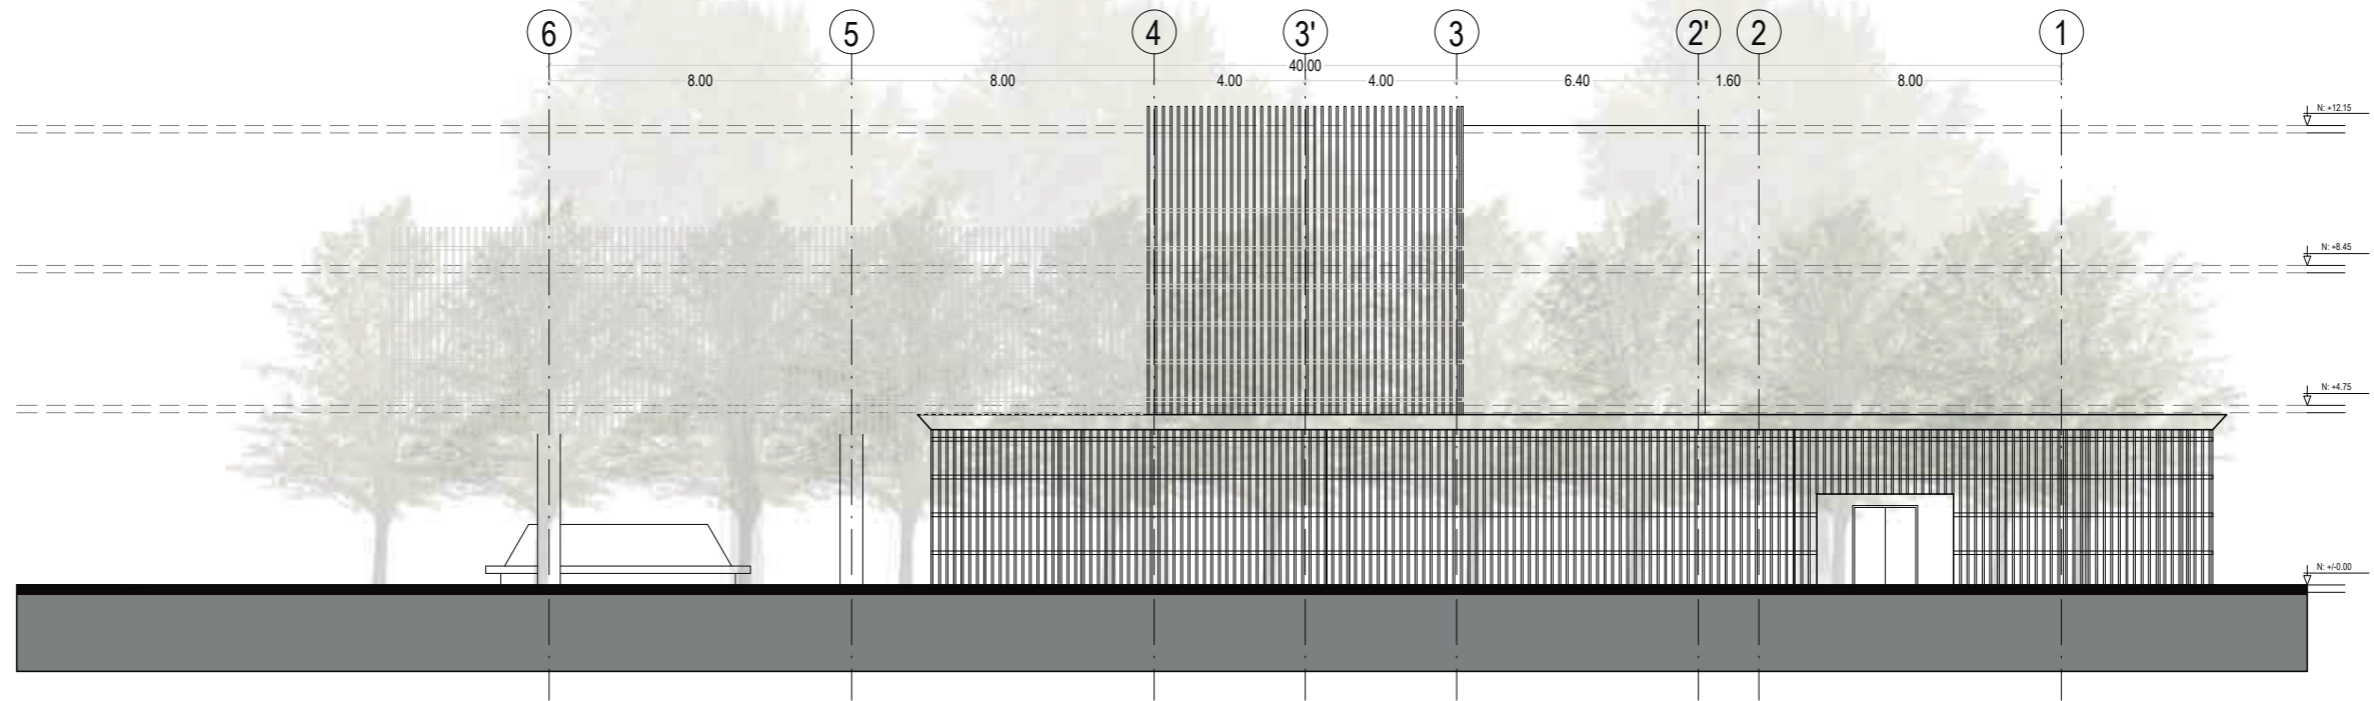 6 5 4 3' 3 2' 2 1
40.00
8.00 8.00 4.00 4.00 6.40 1.60 8.00
N: +12.15
N: +8.45
N: +4.75
N: +/-0.00